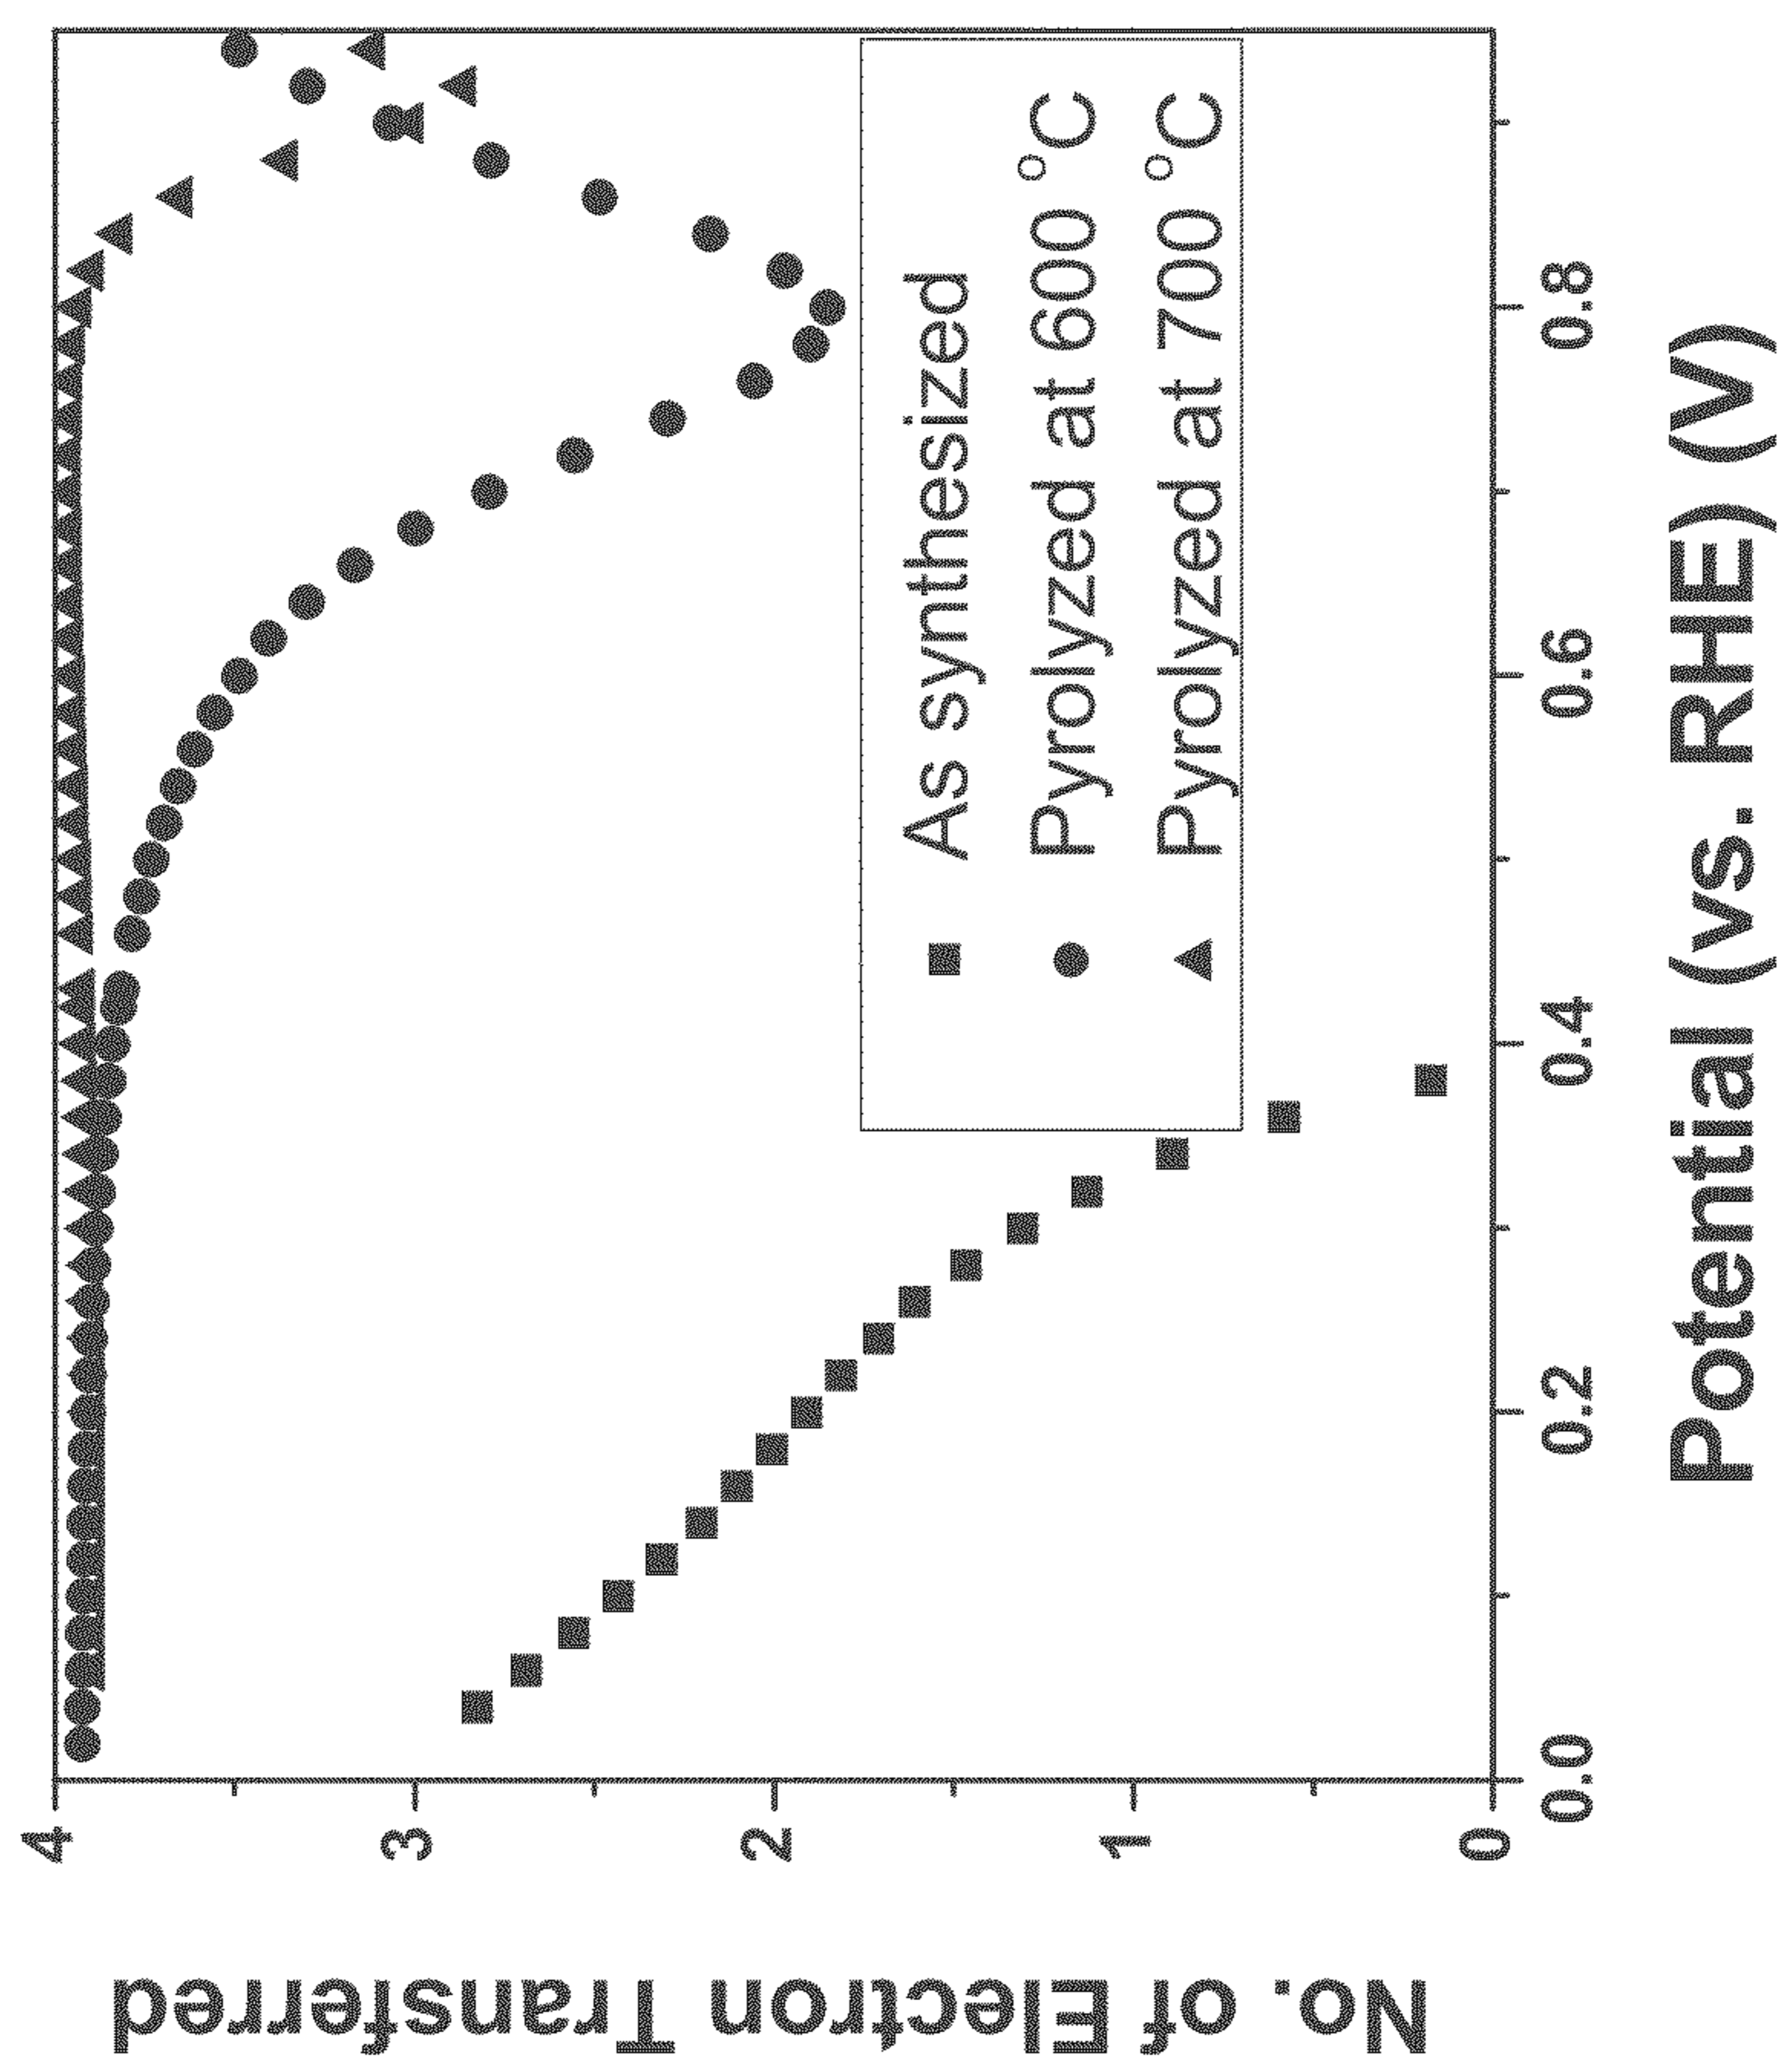 No. of Electron Transferred
4
3
2
1
0
As synthesized
Pyrolyzed at 600 °C
Pyrolyzed at 700 °C
0.0
0.2
0.4
0.6
0.8
Potential (vs. RHE) (V)